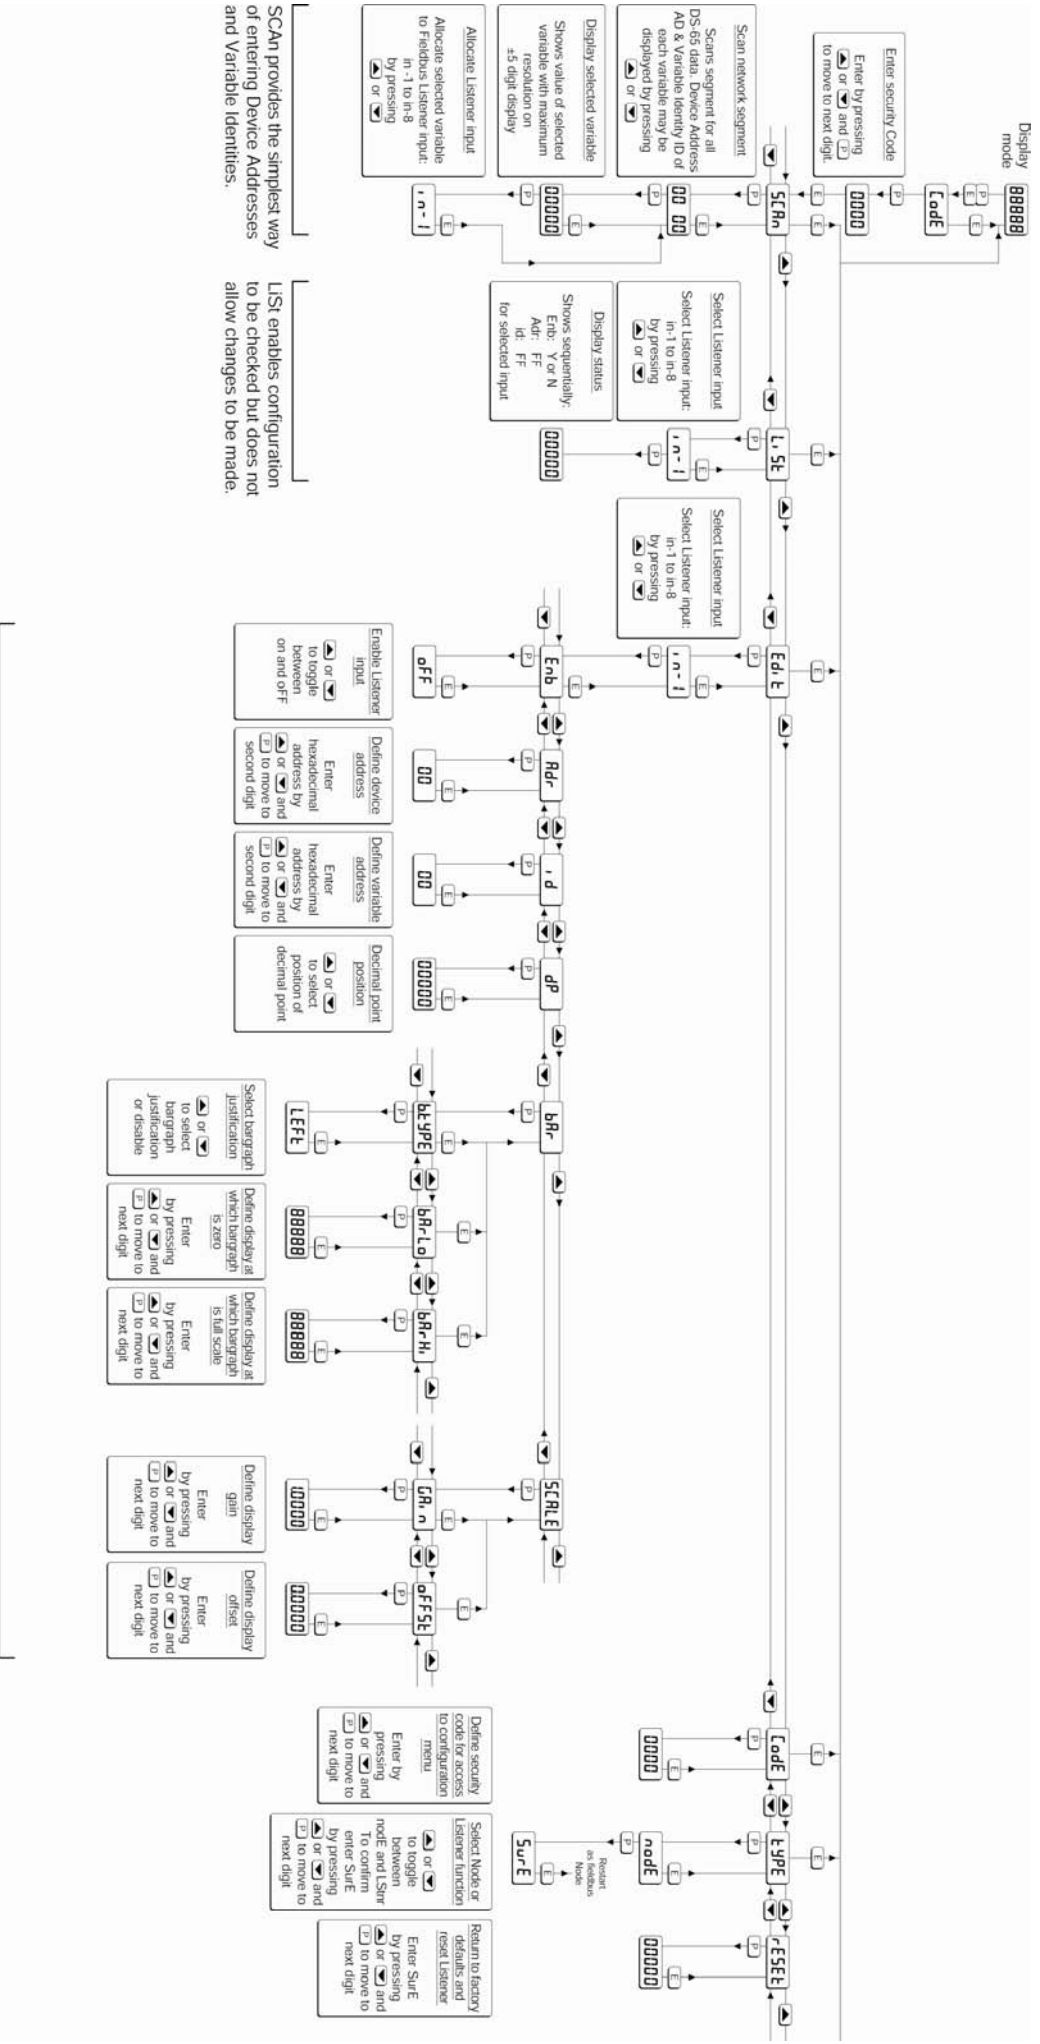 Display
mode
88888
P
E
E
CodE
P
0000
E
E
Enter security Code
Enter by pressing
▲ or ▼ and P
to move to next digit.
SCAn
P
E
00 00
P
E
00000
P
E
in-1
E
Scan network segment
Scans segment for all
DS-65 data. Device Address
AD & Variable Identity ID of
each variable may be
displayed by pressing
▲ or ▼
Display selected variable
Shows value of selected
variable with maximum
resolution on
±5 digit display
Allocate Listener input
Allocate selected variable
to Fieldbus Listener input:
in -1 to in-8
by pressing
▲ or ▼
SCAn provides the simplest way
of entering Device Addresses
and Variable Identities.
E
LiSt
P
E
in-1
P
00000
Select Listener input
Select Listener input:
in-1 to in-8
by pressing
▲ or ▼
Display status
Shows sequentially:
Enb: Y or N
Adr: FF
id: FF
for selected input
LiSt enables configuration
to be checked but does not
allow changes to be made.
E
Edit
P
E
in-1
P
E
Select Listener input
Select Listener input:
in-1 to in-8
by pressing
▲ or ▼
Enb
P
E
oFF
Enable Listener
input
▲ or ▼
to toggle
between
on and oFF
Adr
P
E
00
Define device
address
Enter
hexadecimal
address by
▲ or ▼ and
P to move to
second digit
id
P
E
00
Define variable
address
Enter
hexadecimal
address by
▲ or ▼ and
P to move to
second digit
dP
P
E
00000
Decimal point
position
▲ or ▼
to select
position of
decimal point
bAr
P
E
btYPE
P
E
LEFt
Select bargraph
justification
▲ or ▼
to select
bargraph
justification
or disable
E
bArLo
P
E
88888
Define display at
which bargraph
is zero
Enter
by pressing
▲ or ▼ and
P to move to
next digit
E
bArHi
P
E
88888
Define display at
which bargraph
is full scale
Enter
by pressing
▲ or ▼ and
P to move to
next digit
SCALE
P
E
GAin
P
E
1.0000
Define display
gain
Enter
by pressing
▲ or ▼ and
P to move to
next digit
E
oFFSt
P
E
0.0000
Define display
offset
Enter
by pressing
▲ or ▼ and
P to move to
next digit
E
CodE
P
E
0000
Define security
code for access
to configuration
menu
Enter by
pressing
▲ or ▼ and
P to move to
next digit
E
tYPE
P
E
nodE
P
Restart
as fieldbus
Node
SurE
E
Select Node or
Listener function
▲ or ▼
to toggle
between
nodE and LStnr
To confirm
enter SurE
by pressing
▲ or ▼ and
P to move to
next digit
rESEt
P
E
00000
Return to factory
defaults and
reset Listener
Enter SurE
by pressing
▲ or ▼ and
P to move to
next digit